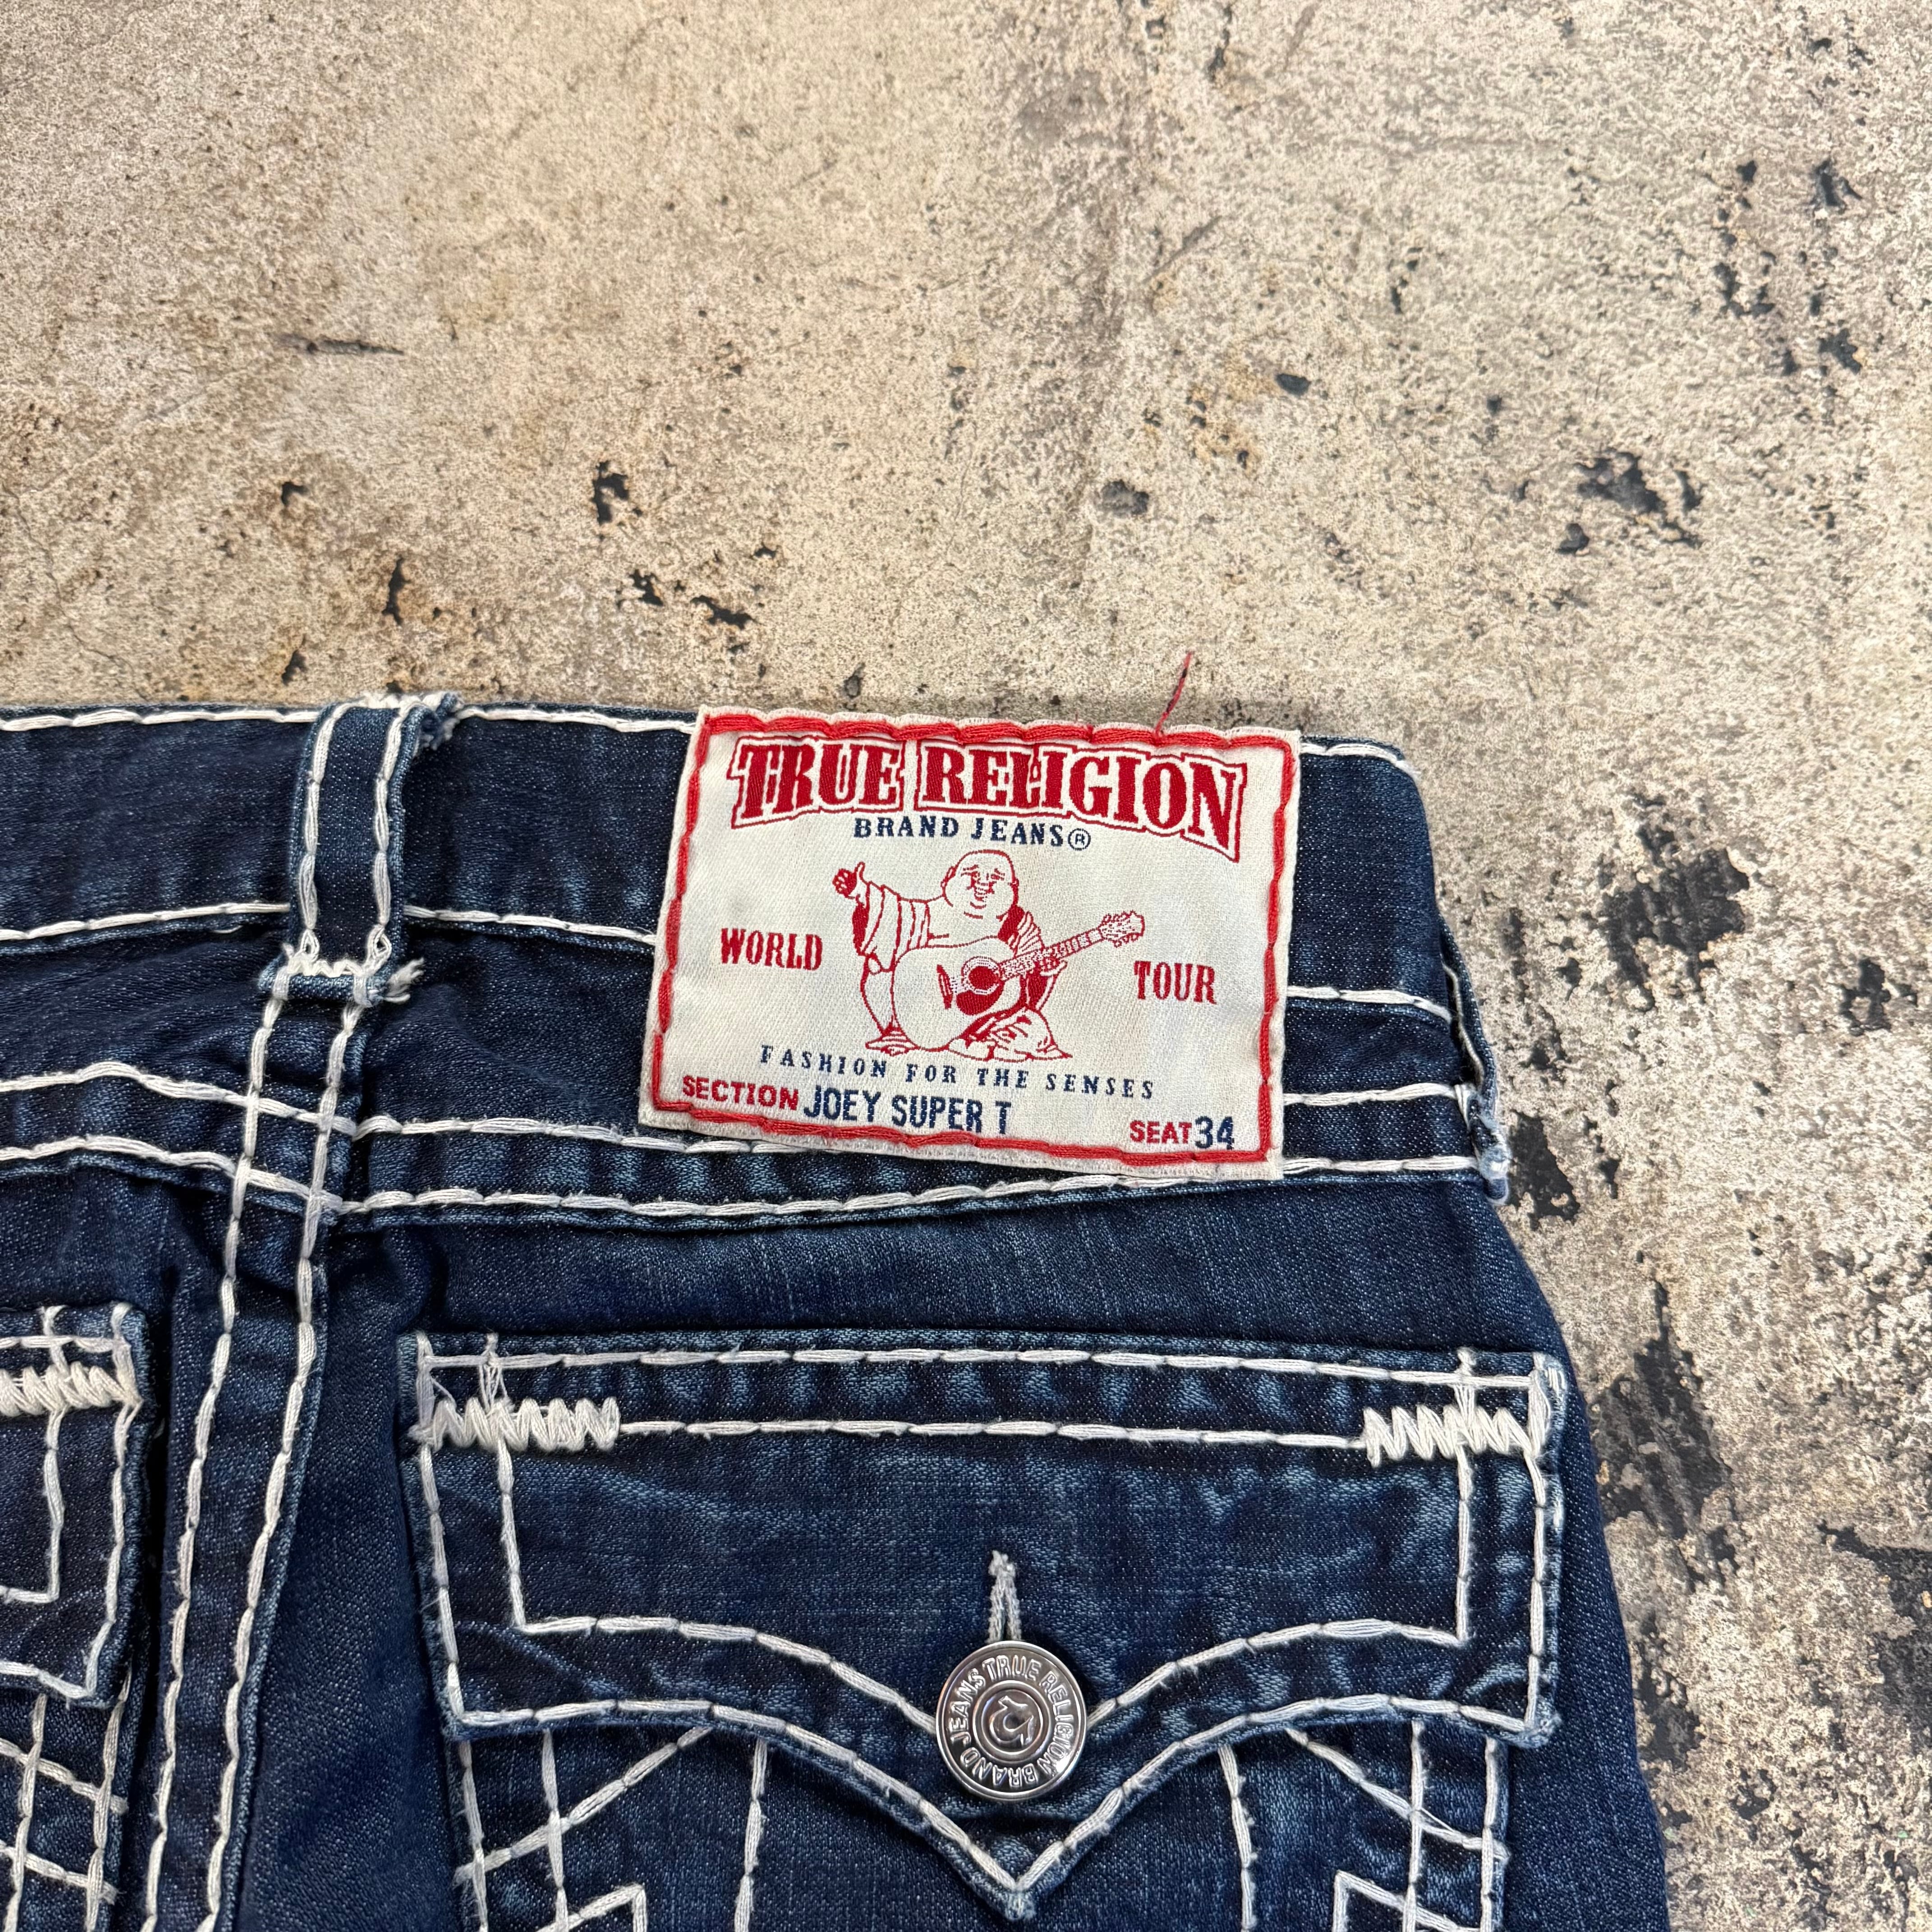 TRUE RELIGION
BRAND JEANS®
WORLD TOUR
FASHION FOR THE SENSES
SECTION JOEY SUPER T SEAT 34
TRUE RELIGION BRAND JEANS